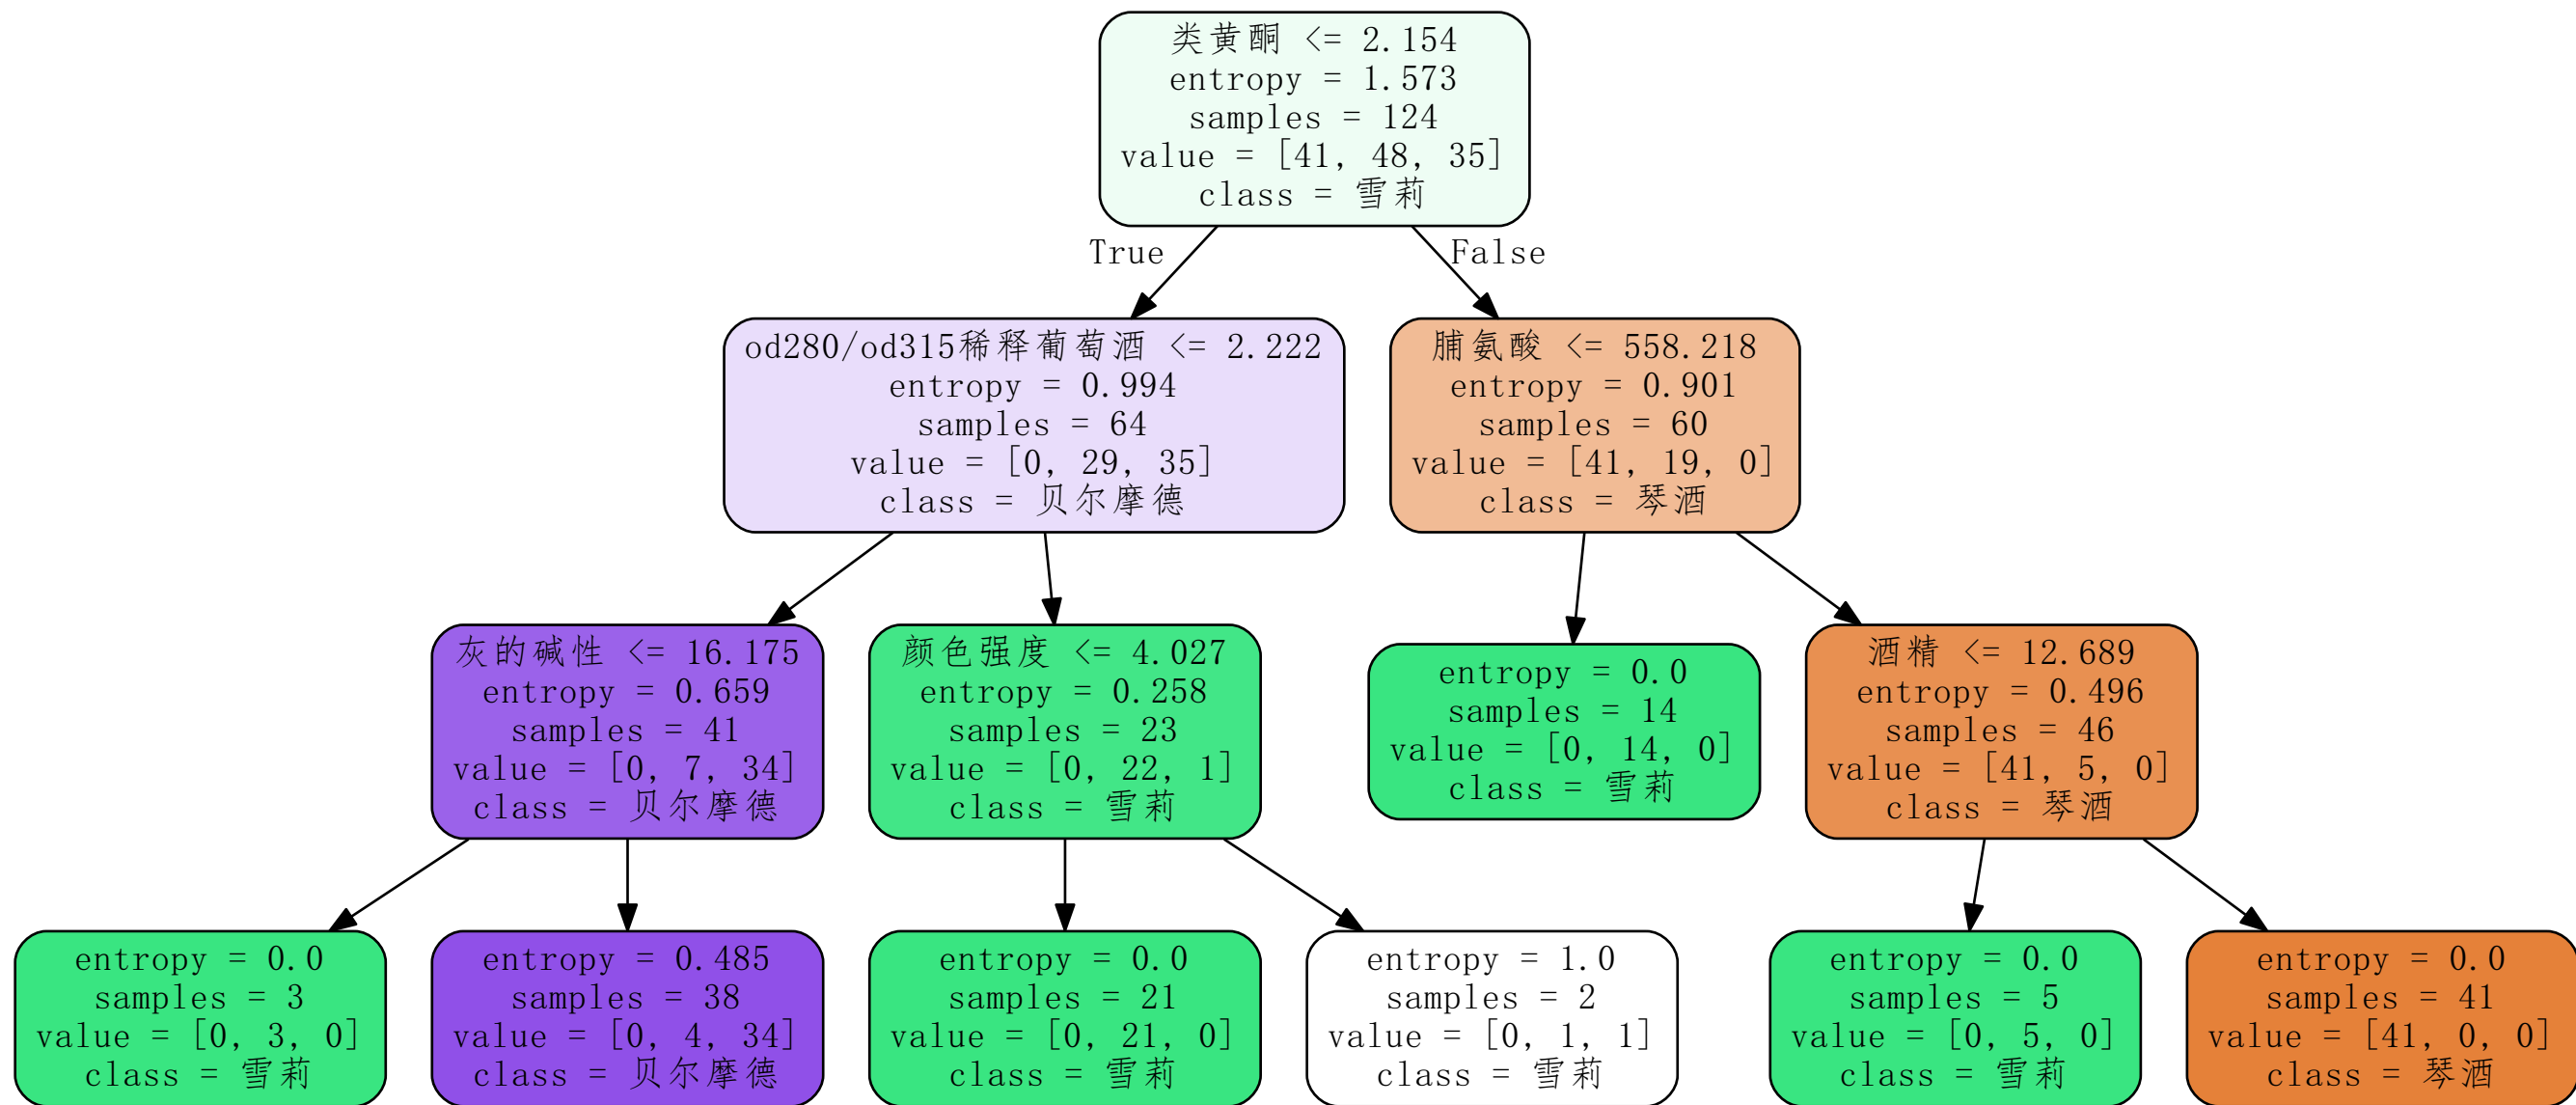 类黄酮 <= 2.154
entropy = 1.573
samples = 124
value = [41, 48, 35]
class = 雪莉
True
False
od280/od315稀释葡萄酒 <= 2.222
entropy = 0.994
samples = 64
value = [0, 29, 35]
class = 贝尔摩德
脯氨酸 <= 558.218
entropy = 0.901
samples = 60
value = [41, 19, 0]
class = 琴酒
灰的碱性 <= 16.175
entropy = 0.659
samples = 41
value = [0, 7, 34]
class = 贝尔摩德
颜色强度 <= 4.027
entropy = 0.258
samples = 23
value = [0, 22, 1]
class = 雪莉
entropy = 0.0
samples = 14
value = [0, 14, 0]
class = 雪莉
酒精 <= 12.689
entropy = 0.496
samples = 46
value = [41, 5, 0]
class = 琴酒
entropy = 0.0
samples = 3
value = [0, 3, 0]
class = 雪莉
entropy = 0.485
samples = 38
value = [0, 4, 34]
class = 贝尔摩德
entropy = 0.0
samples = 21
value = [0, 21, 0]
class = 雪莉
entropy = 1.0
samples = 2
value = [0, 1, 1]
class = 雪莉
entropy = 0.0
samples = 5
value = [0, 5, 0]
class = 雪莉
entropy = 0.0
samples = 41
value = [41, 0, 0]
class = 琴酒